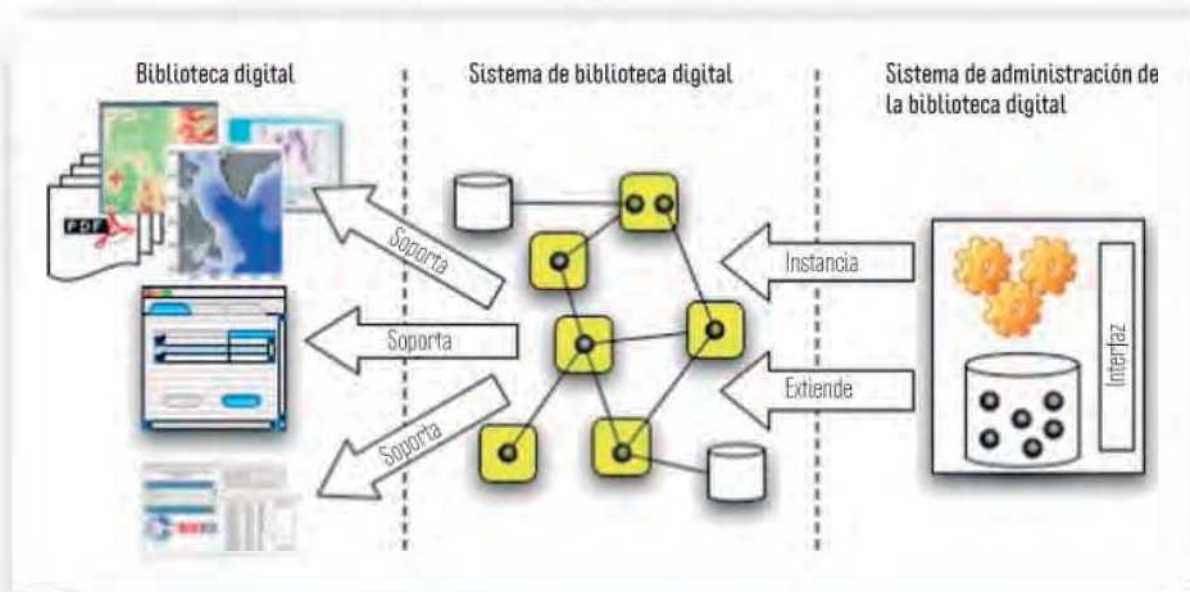 Biblioteca digital
Sistema de biblioteca digital
Sistema de administración de
la biblioteca digital
PDF
Soporta
Soporta
Soporta
Instancia
Extiende
Interfaz